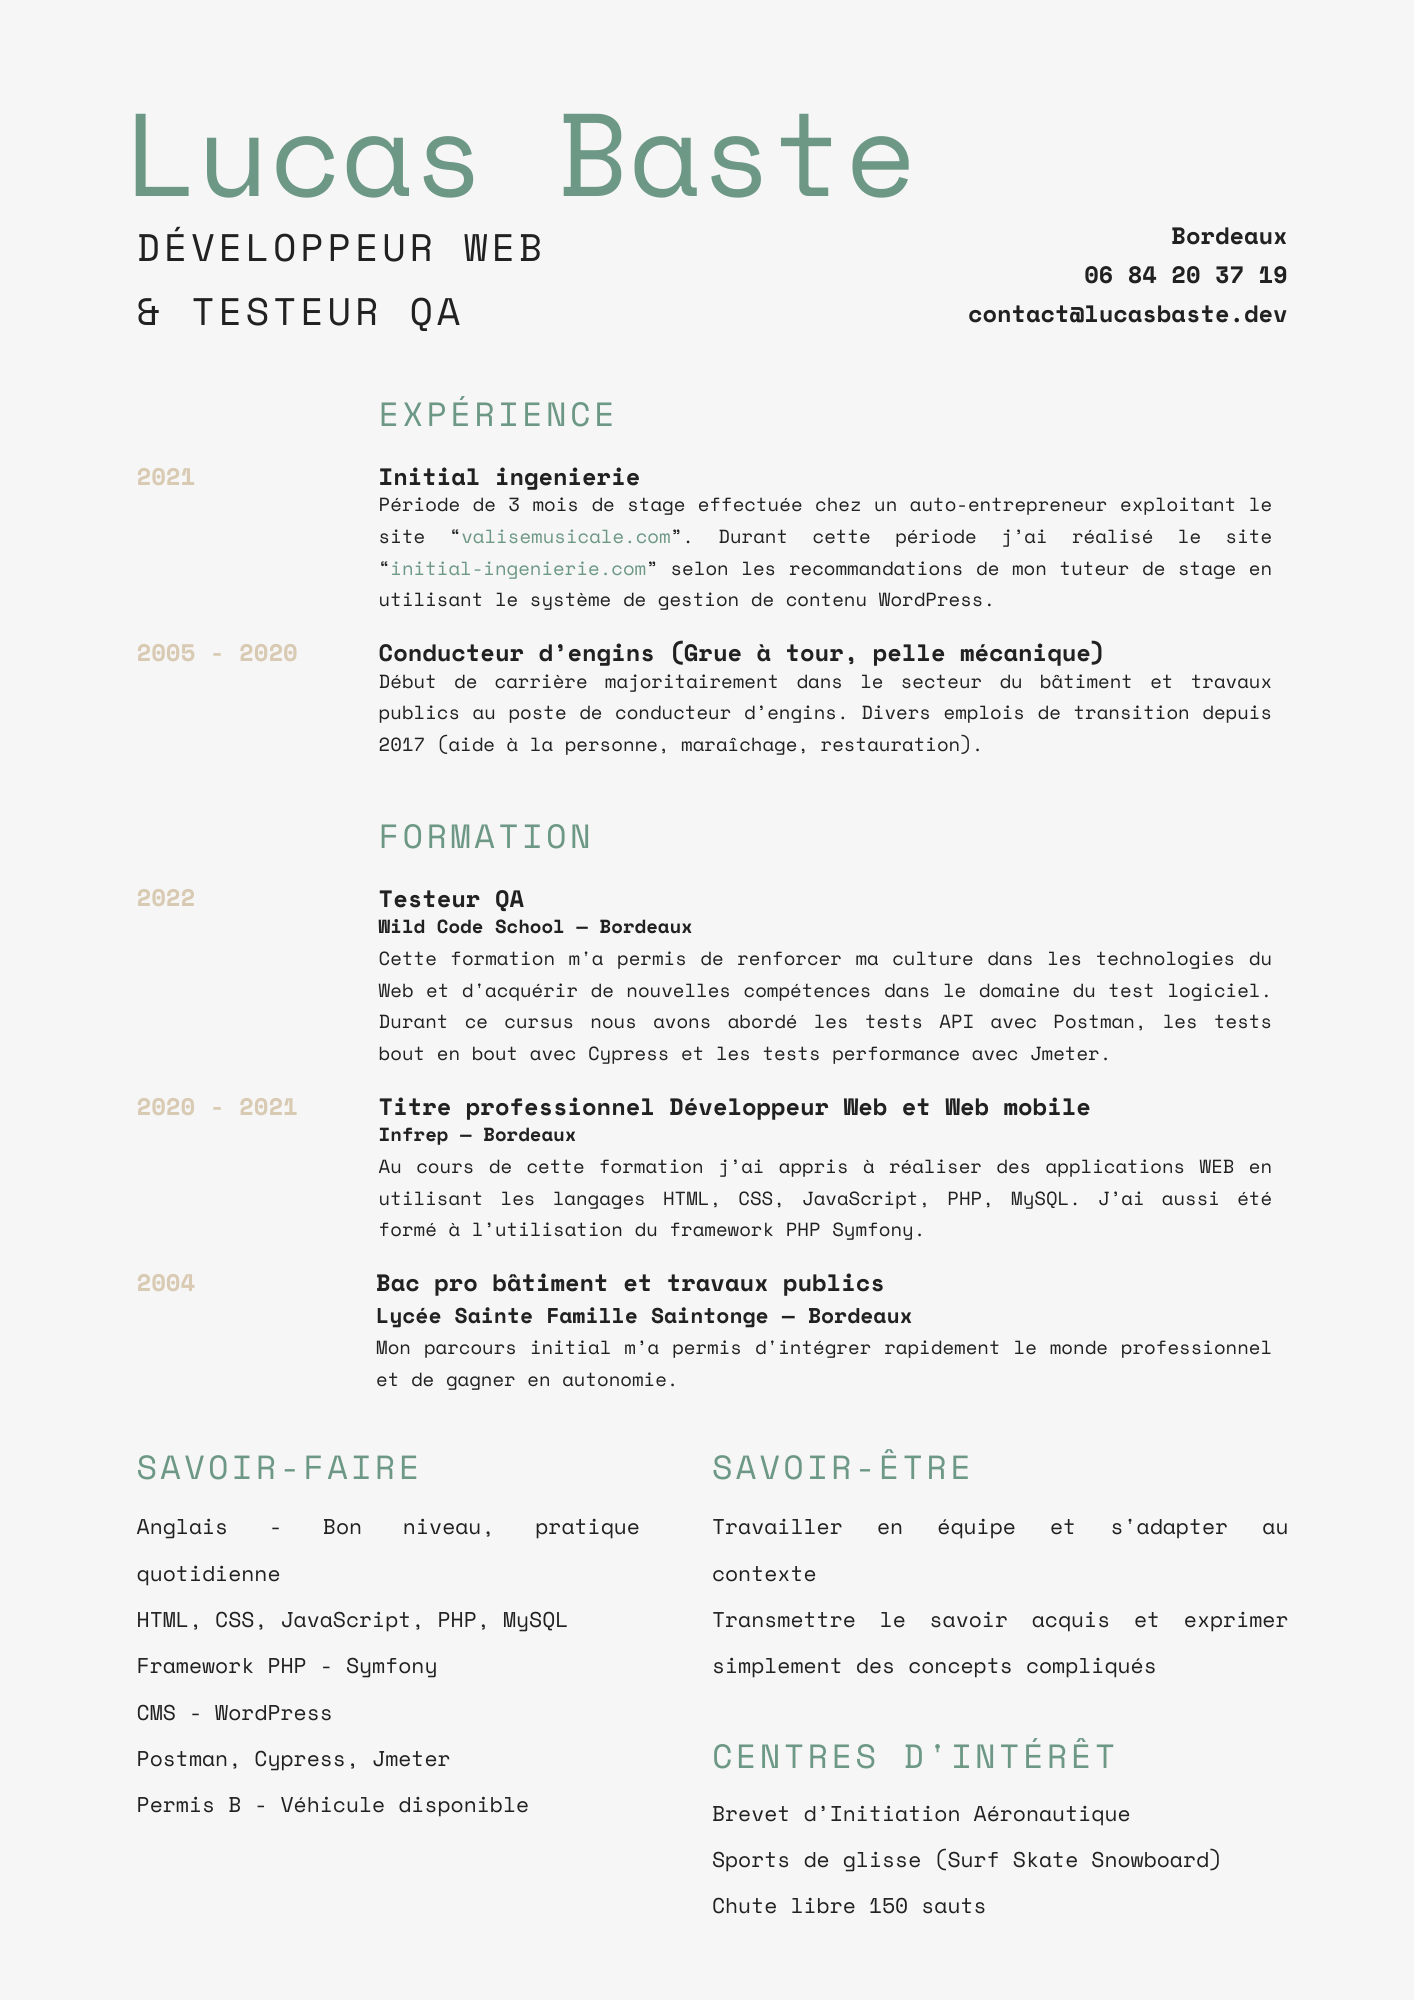 Lucas Baste
DÉVELOPPEUR WEB
& TESTEUR QA
Bordeaux
06 84 20 37 19
contact@lucasbaste.dev
EXPÉRIENCE
2021
Initial ingenierie
Période de 3 mois de stage effectuée chez un auto-entrepreneur exploitant le
site “valisemusicale.com”. Durant cette période j’ai réalisé le site
“initial-ingenierie.com” selon les recommandations de mon tuteur de stage en
utilisant le système de gestion de contenu WordPress.
2005 - 2020
Conducteur d’engins (Grue à tour, pelle mécanique)
Début de carrière majoritairement dans le secteur du bâtiment et travaux
publics au poste de conducteur d’engins. Divers emplois de transition depuis
2017 (aide à la personne, maraîchage, restauration).
FORMATION
2022
Testeur QA
Wild Code School – Bordeaux
Cette formation m'a permis de renforcer ma culture dans les technologies du
Web et d'acquérir de nouvelles compétences dans le domaine du test logiciel.
Durant ce cursus nous avons abordé les tests API avec Postman, les tests
bout en bout avec Cypress et les tests performance avec Jmeter.
2020 - 2021
Titre professionnel Développeur Web et Web mobile
Infrep – Bordeaux
Au cours de cette formation j’ai appris à réaliser des applications WEB en
utilisant les langages HTML, CSS, JavaScript, PHP, MySQL. J’ai aussi été
formé à l’utilisation du framework PHP Symfony.
2004
Bac pro bâtiment et travaux publics
Lycée Sainte Famille Saintonge – Bordeaux
Mon parcours initial m’a permis d'intégrer rapidement le monde professionnel
et de gagner en autonomie.
SAVOIR-FAIRE
Anglais - Bon niveau, pratique
quotidienne
HTML, CSS, JavaScript, PHP, MySQL
Framework PHP - Symfony
CMS - WordPress
Postman, Cypress, Jmeter
Permis B - Véhicule disponible
SAVOIR-ÊTRE
Travailler en équipe et s'adapter au
contexte
Transmettre le savoir acquis et exprimer
simplement des concepts compliqués
CENTRES D'INTÉRÊT
Brevet d’Initiation Aéronautique
Sports de glisse (Surf Skate Snowboard)
Chute libre 150 sauts